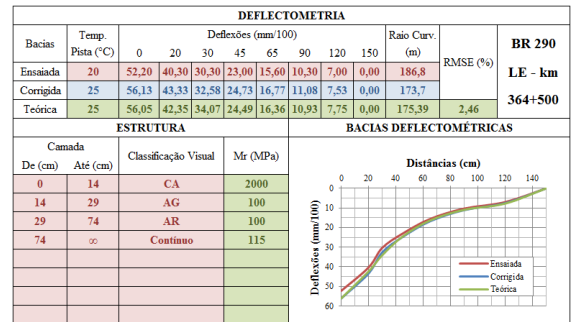 DEFLECTOMETRIA
Bacias Temp. Pista (°C) Deflexões (mm/100) Raio Curv. (m) RMSE (%) BR 290 LE - km 364+500
0 20 30 45 65 90 120 150
Ensaiada 20 52,20 40,30 30,30 23,00 15,60 10,30 7,00 0,00 186,8
Corrigida 25 56,13 43,33 32,58 24,73 16,77 11,08 7,53 0,00 173,7
Teórica 25 56,05 42,35 34,07 24,49 16,36 10,93 7,75 0,00 175,39 2,46
ESTRUTURA BACIAS DEFLECTOMÉTRICAS
Camada Classificação Visual Mr (MPa)
De (cm) Até (cm)
0 14 CA 2000
14 29 AG 100
29 74 AR 100
74 ∞ Contínuo 115
Distâncias (cm)
0 20 40 60 80 100 120 140
Deflexões (mm/100)
0
10
20
30
40
50
60
Ensaiada
Corrigida
Teórica